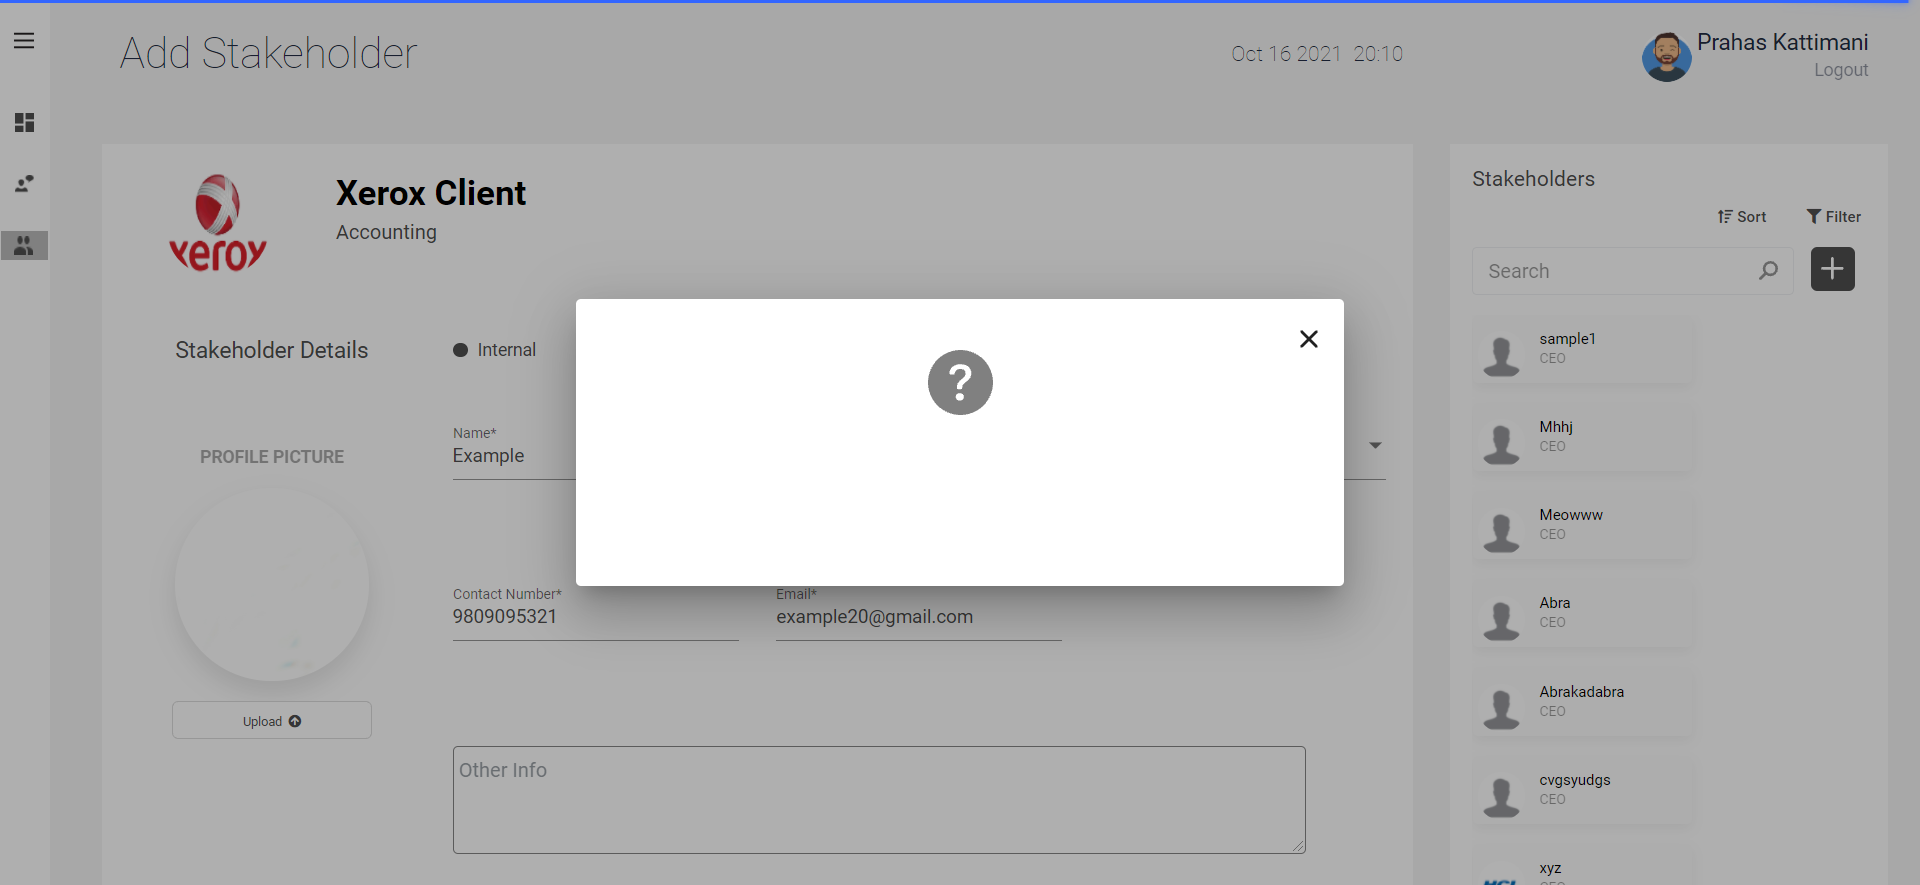 Add Stakeholder
Oct 16 2021 20:10
Prahas Kattimani
Logout
xerox
Xerox Client
Accounting
Stakeholder Details
Internal
PROFILE PICTURE
Upload
Name*
Example
?
Contact Number*
9809095321
Email*
example20@gmail.com
Other Info
Stakeholders
Sort
Filter
Search
sample1
CEO
Mhhj
CEO
Meowww
CEO
Abra
CEO
Abrakadabra
CEO
cvgsyudgs
CEO
xyz